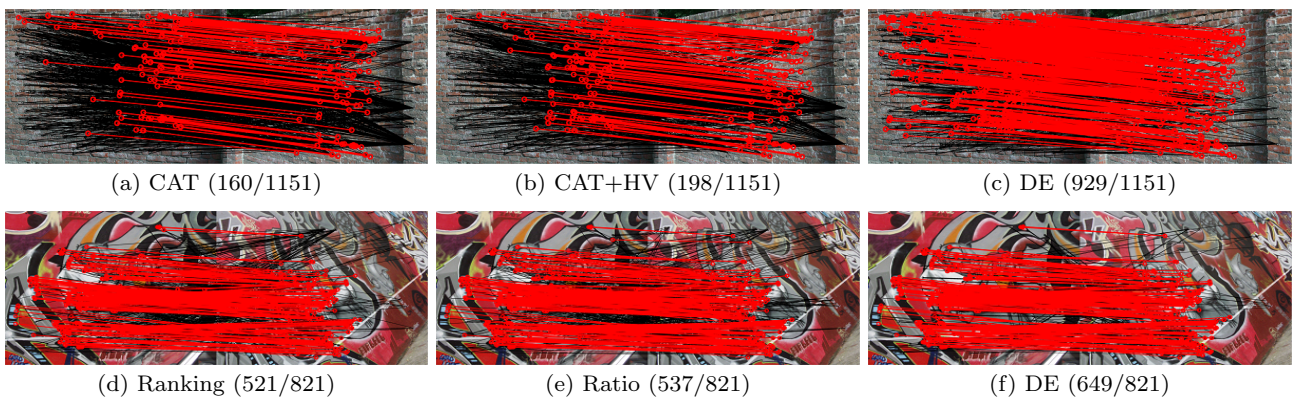 (a) CAT (160/1151)
(b) CAT+HV (198/1151)
(c) DE (929/1151)
(d) Ranking (521/821)
(e) Ratio (537/821)
(f) DE (649/821)